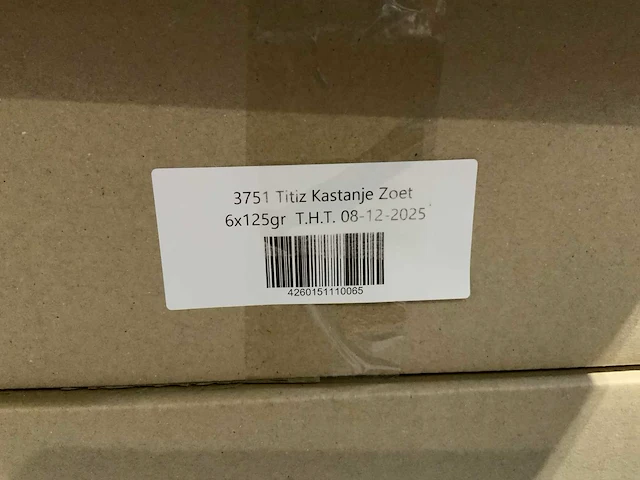 3751 Titiz Kastanje Zoet
6x125gr T.H.T. 08-12-2025
4260151110065